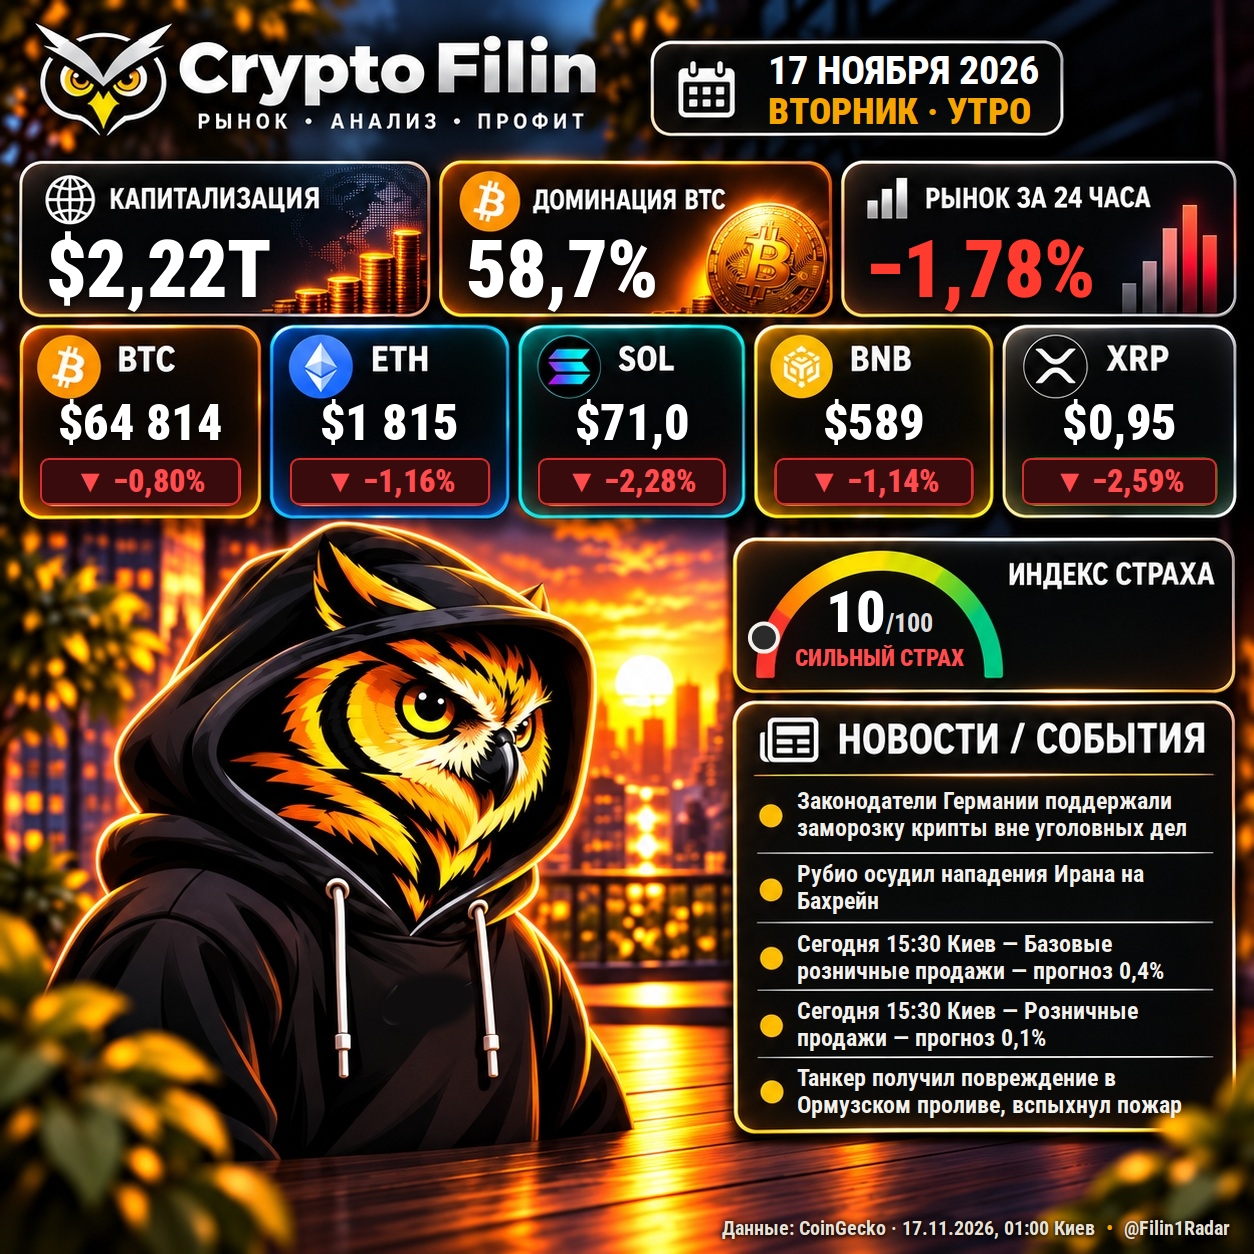 Crypto Filin
РЫНОК • АНАЛИЗ • ПРОФИТ
17 НОЯБРЯ 2026
ВТОРНИК · УТРО
КАПИТАЛИЗАЦИЯ
$2,22T
ДОМИНАЦИЯ BTC
58,7%
РЫНОК ЗА 24 ЧАСА
−1,78%
BTC
$64 814
▼ −0,80%
ETH
$1 815
▼ −1,16%
SOL
$71,0
▼ −2,28%
BNB
$589
▼ −1,14%
XRP
$0,95
▼ −2,59%
ИНДЕКС СТРАХА
10/100
СИЛЬНЫЙ СТРАХ
НОВОСТИ / СОБЫТИЯ
Законодатели Германии поддержали
заморозку крипты вне уголовных дел
Рубио осудил нападения Ирана на
Бахрейн
Сегодня 15:30 Киев — Базовые
розничные продажи — прогноз 0,4%
Сегодня 15:30 Киев — Розничные
продажи — прогноз 0,1%
Танкер получил повреждение в
Ормузском проливе, вспыхнул пожар
Данные: CoinGecko · 17.11.2026, 01:00 Киев • @Filin1Radar